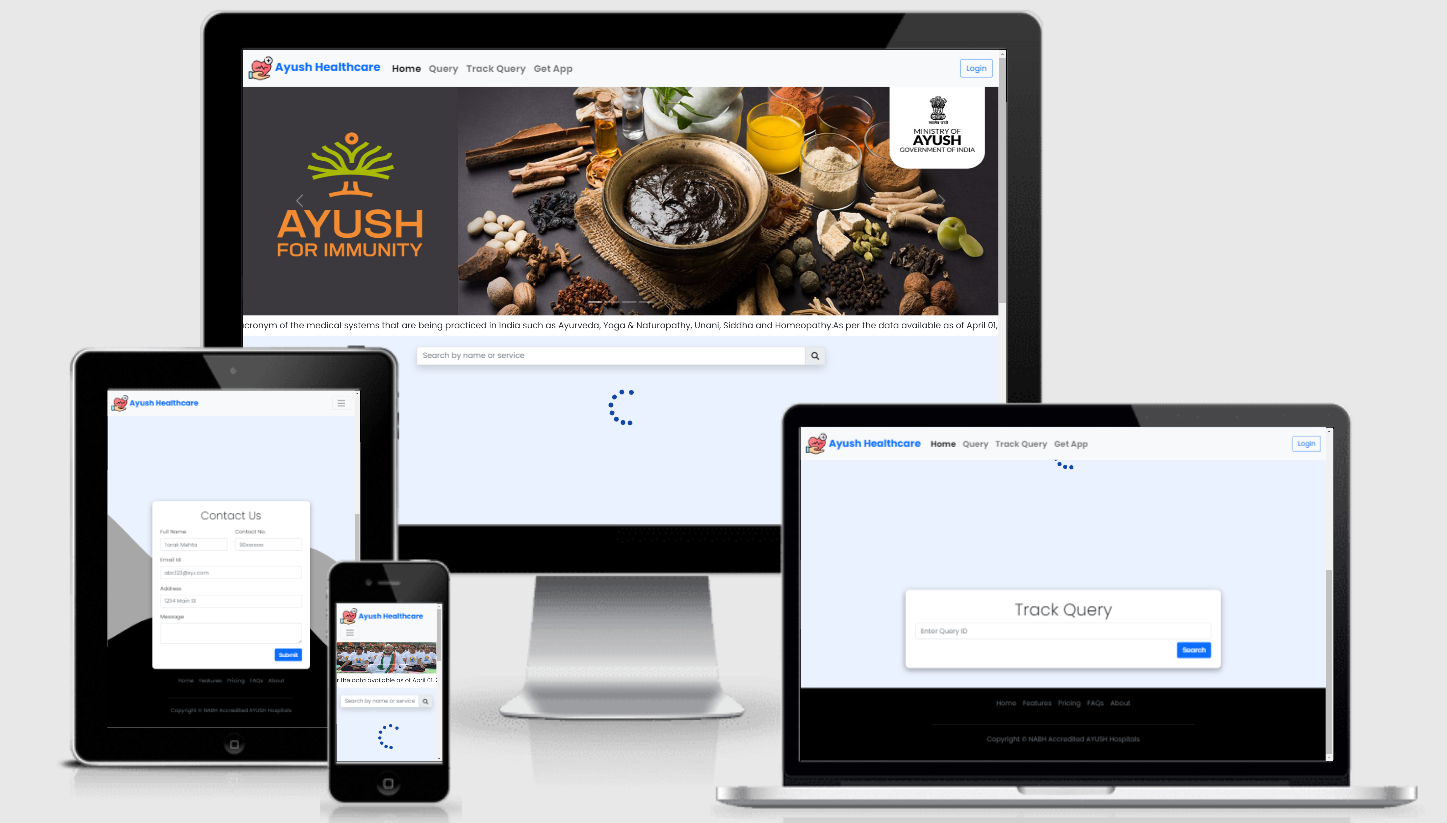 Ayush Healthcare Home Query Track Query Get App Login
AYUSH
FOR IMMUNITY
MINISTRY OF
AYUSH
GOVERNMENT OF INDIA
acronym of the medical systems that are being practiced in India such as Ayurveda, Yoga & Naturopathy, Unani, Siddha and Homeopathy.As per the data available as of April 01,
Search by name or service
Ayush Healthcare
Contact Us
Full Name Contact No.
Tarak Mehta 90xxxxxxx
Email Id
abc123@xyz.com
Address
1234 Main St
Message
Submit
Home Features Pricing FAQs About
Copyright © NABH Accredited AYUSH Hospitals
Ayush Healthcare
r the data available as of April 01, 2
Search by name or service
Ayush Healthcare Home Query Track Query Get App Login
Track Query
Enter Query ID
Search
Home Features Pricing FAQs About
Copyright © NABH Accredited AYUSH Hospitals